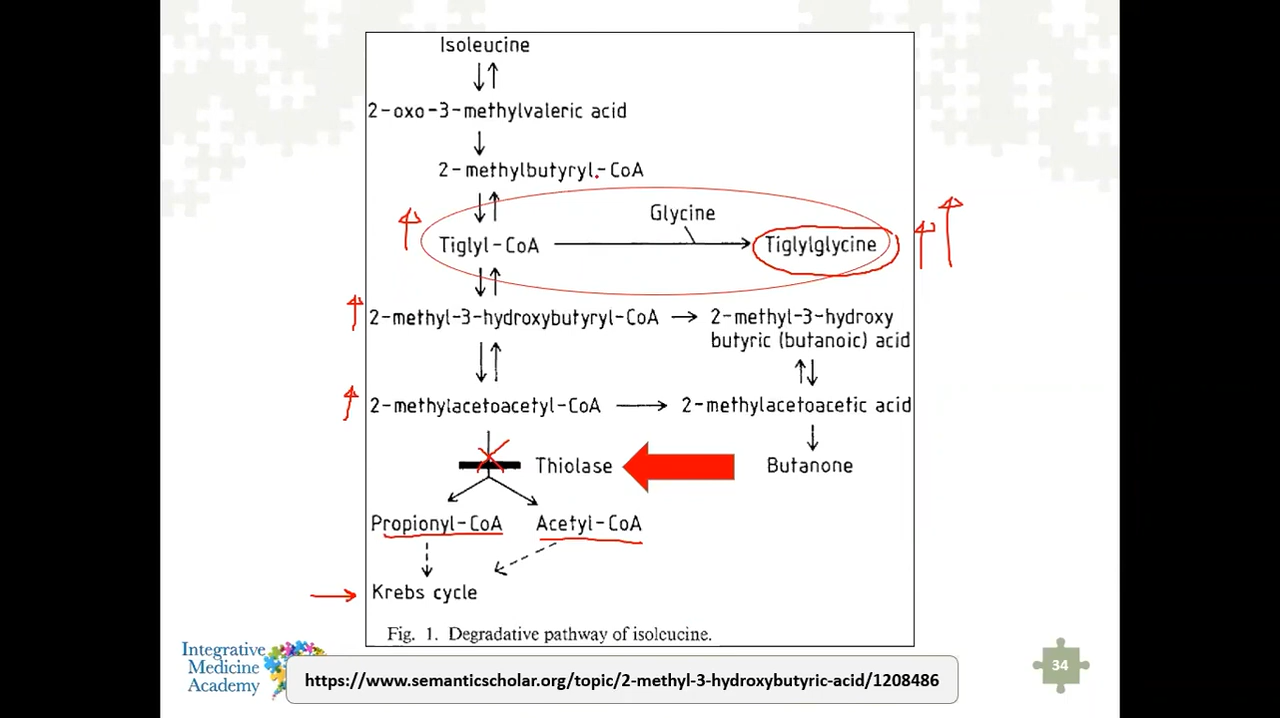 Isoleucine
2-oxo-3-methylvaleric acid
2-methylbutyryl-CoA
Glycine
Tiglyl-CoA
Tiglylglycine
2-methyl-3-hydroxybutyryl-CoA
2-methyl-3-hydroxy
butyric (butanoic) acid
2-methylacetoacetyl-CoA
2-methylacetoacetic acid
Thiolase
Butanone
Propionyl-CoA
Acetyl-CoA
Krebs cycle
Fig. 1. Degradative pathway of isoleucine.
Integrative
Medicine
Academy
https://www.semanticscholar.org/topic/2-methyl-3-hydroxybutyric-acid/1208486
34